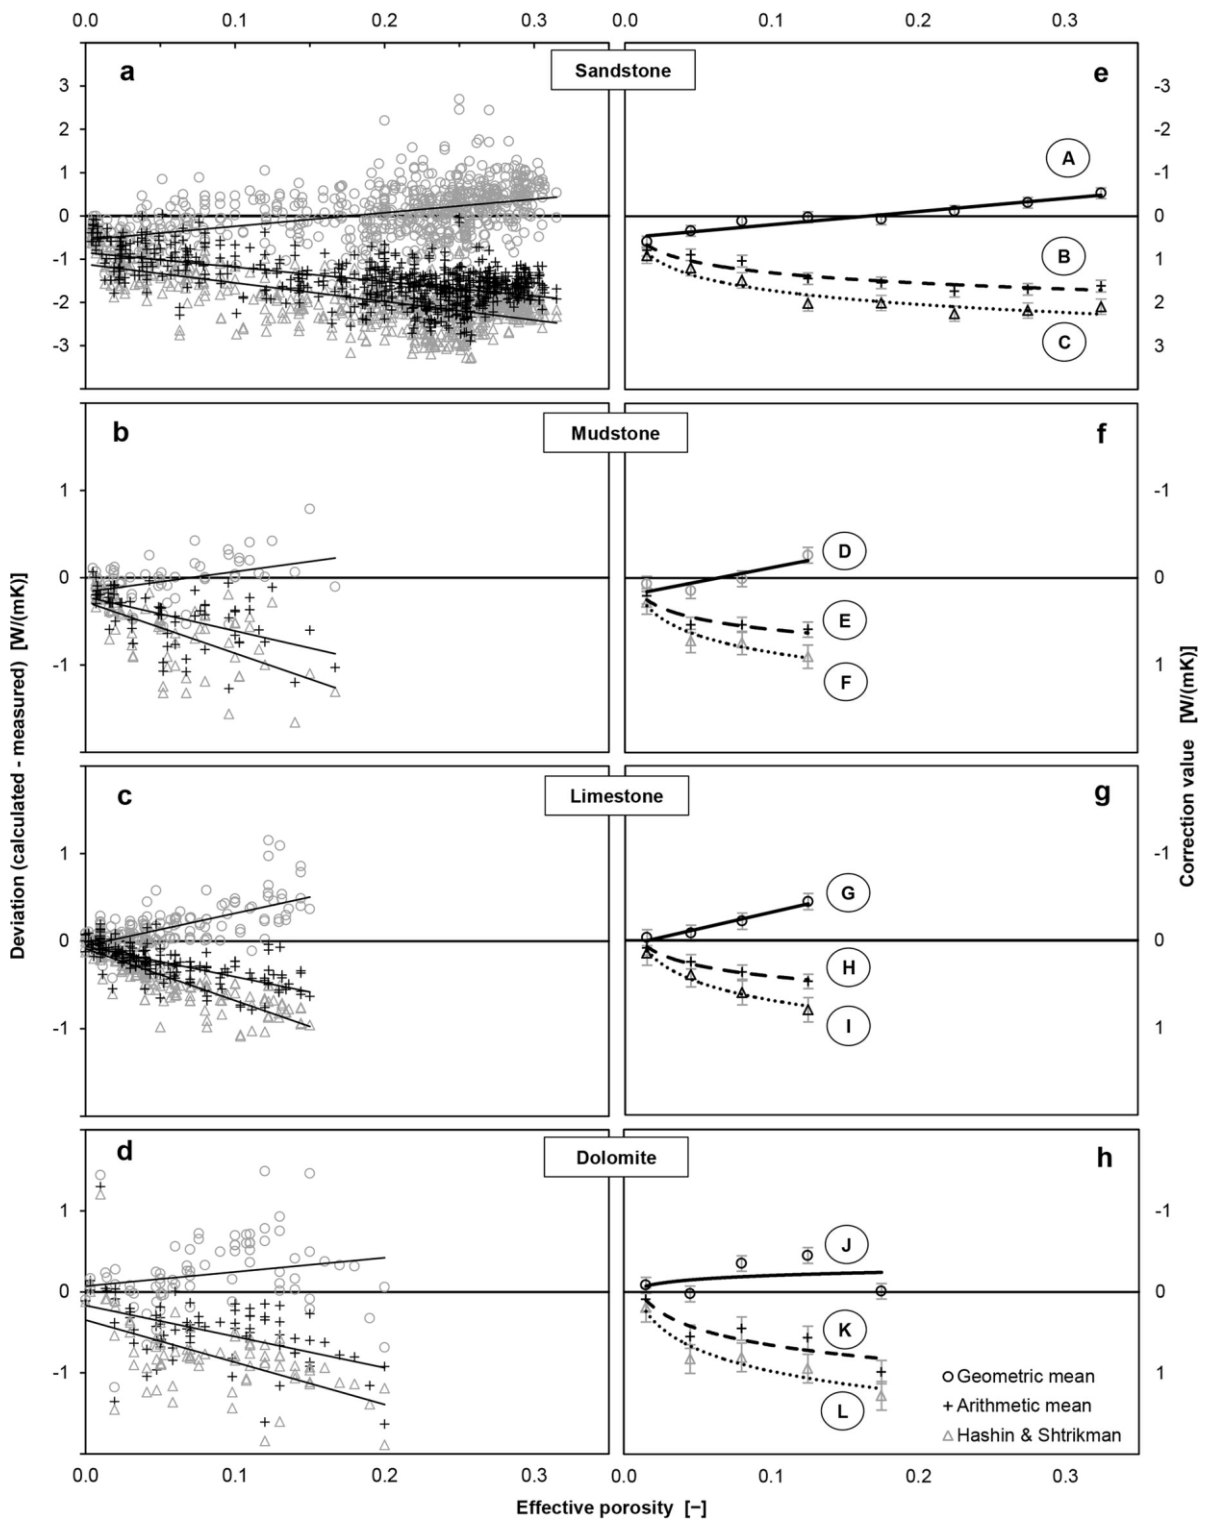 0.0 0.1 0.2 0.3 0.0 0.1 0.2 0.3
a Sandstone e
3 -3
2 -2
1 -1
A
0 0
-1 1
B
-2 2
-3 3
C
b Mudstone f
1 -1
D
0 0
E
-1 1
F
c Limestone g
1 -1
G
0 0
H
-1 1
I
d Dolomite h
1 -1
J
0 0
K
-1 1
L
Geometric mean
Arithmetic mean
Hashin & Shtrikman
0.0 0.1 0.2 0.3 0.0 0.1 0.2 0.3
Effective porosity [−]
Deviation (calculated - measured) [W/(mK)]
Correction value [W/(mK)]